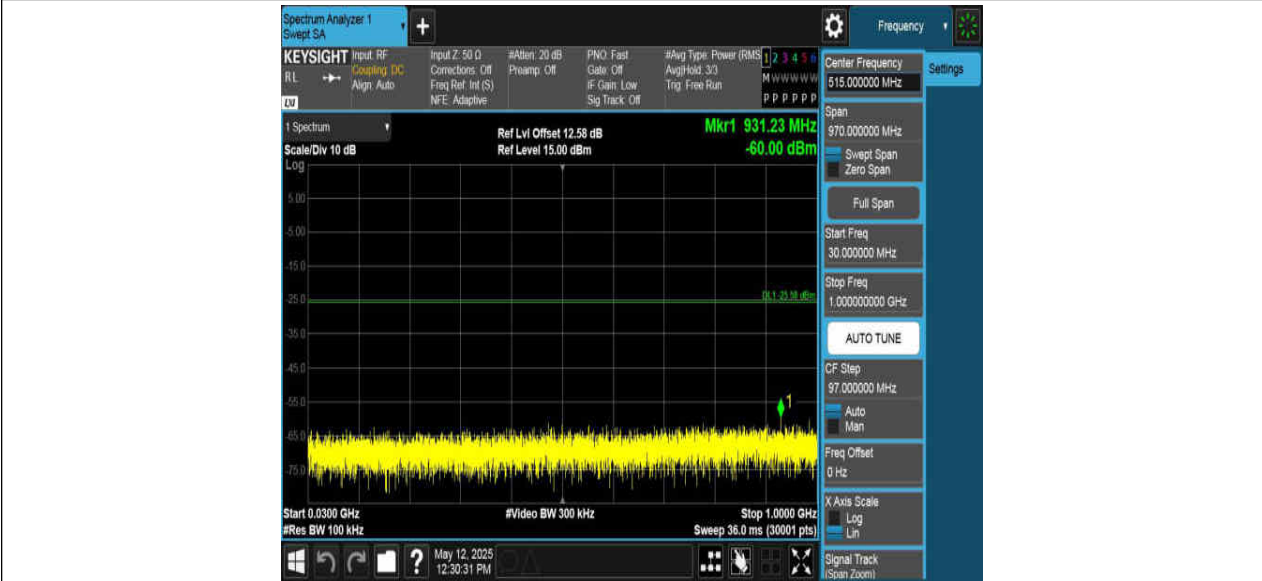 Spectrum Analyzer 1
Swept SA
+
Frequency
KEYSIGHT
RL
LXI
Input: RF
Coupling: DC
Align: Auto
Input Z: 50 Ω
Corrections: Off
Freq Ref: Int (S)
NFE: Adaptive
#Atten: 20 dB
Preamp: Off
PNO: Fast
Gate: Off
IF Gain: Low
Sig Track: Off
#Avg Type: Power (RMS
Avg|Hold: 3/3
Trig: Free Run
1 2 3 4 5 6
M W W W W W
P P P P P P
1 Spectrum
Scale/Div 10 dB
Log
Ref Lvl Offset 12.58 dB
Ref Level 15.00 dBm
Mkr1 931.23 MHz
-60.00 dBm
5.00
-5.00
-15.0
-25.0
DL1 -25.58 dBm
-35.0
-45.0
-55.0
1
-65.0
-75.0
Start 0.0300 GHz
#Res BW 100 kHz
#Video BW 300 kHz
Stop 1.0000 GHz
Sweep 36.0 ms (30001 pts)
?
May 12, 2025
12:30:31 PM
Center Frequency
515.000000 MHz
Settings
Span
970.000000 MHz
Swept Span
Zero Span
Full Span
Start Freq
30.000000 MHz
Stop Freq
1.000000000 GHz
AUTO TUNE
CF Step
97.000000 MHz
Auto
Man
Freq Offset
0 Hz
X Axis Scale
Log
Lin
Signal Track
(Span Zoom)